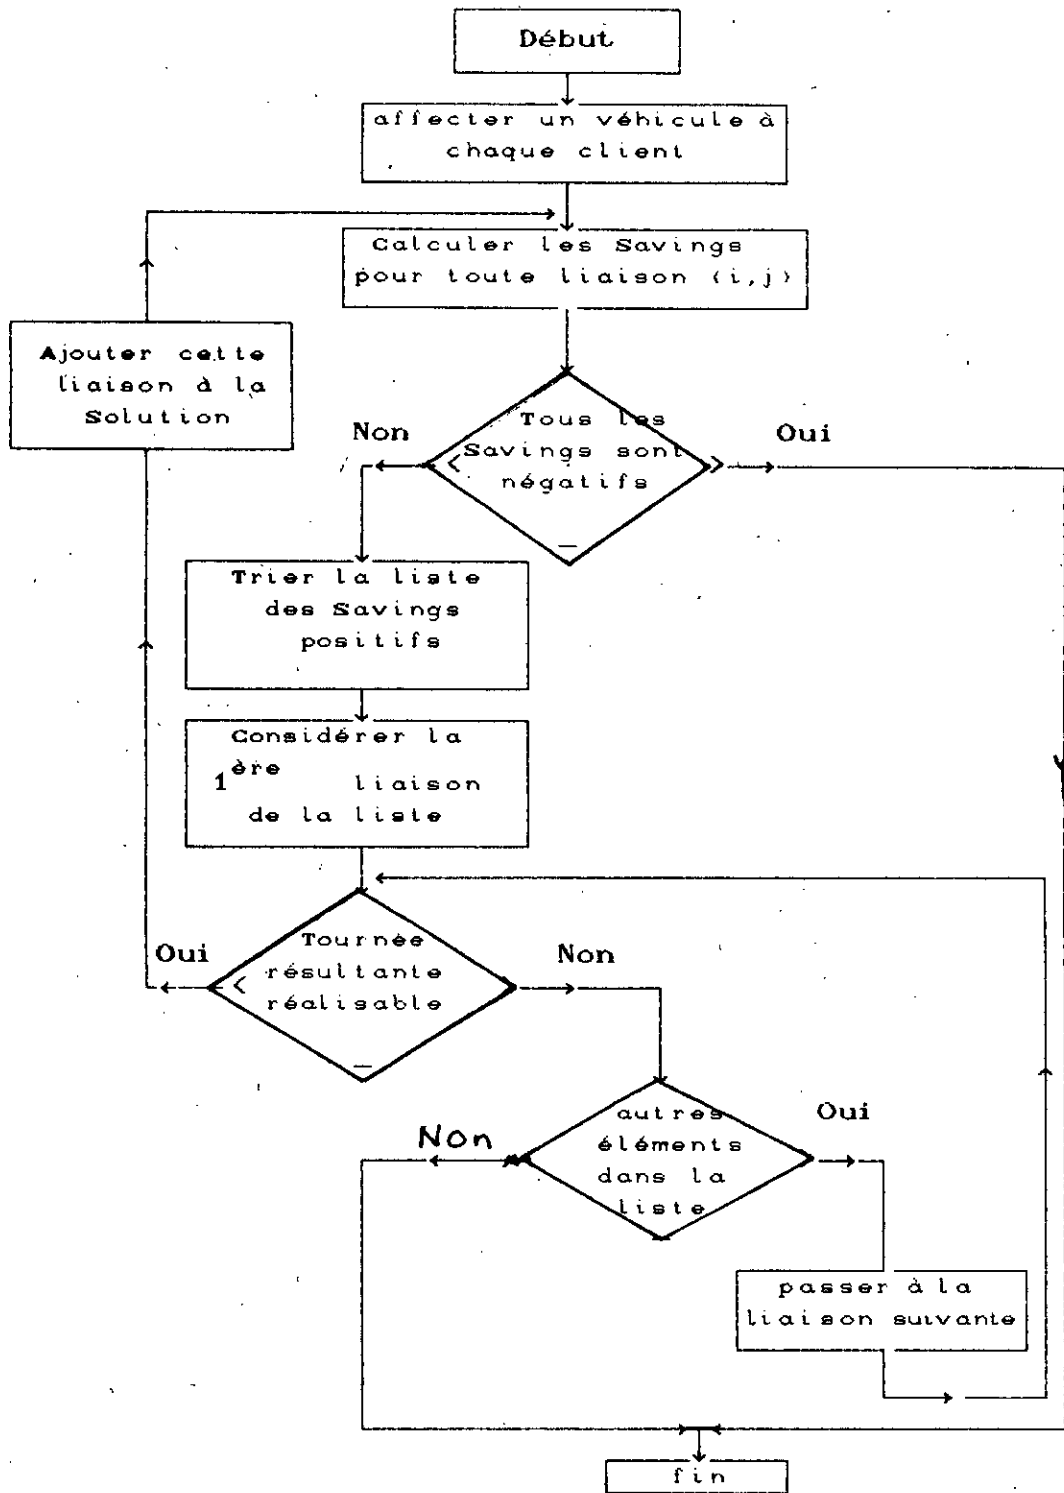 Début
affecter un véhicule à
chaque client
Calculer les Savings
pour toute liaison (i,j)
Ajouter cette
liaison à la
Solution
Non
Tous les
Savings sont
négatifs
Oui
Trier la liste
des Savings
positifs
Considérer la
1ère liaison
de la liste
Oui
Tournée
résultante
réalisable
Non
Non
autres
éléments
dans la
liste
Oui
passer à la
liaison suivante
fin